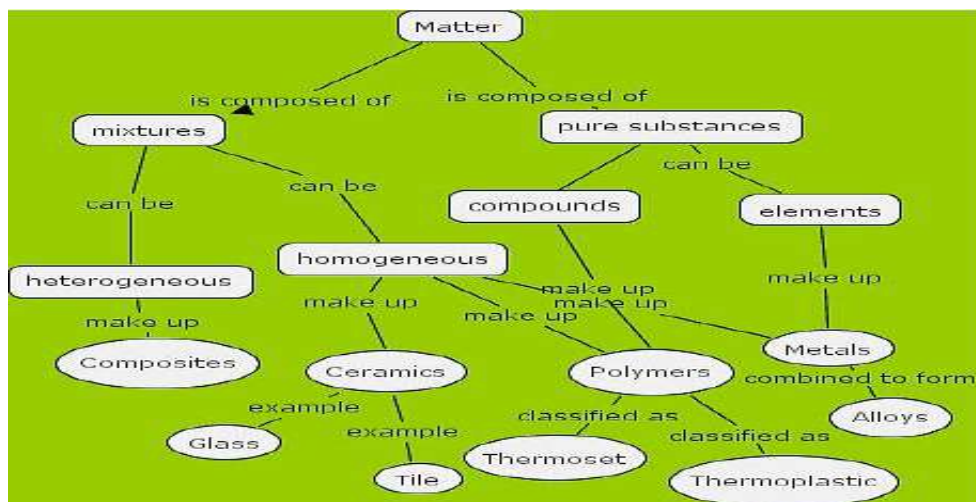 Matter
is composed of
is composed of
mixtures
pure substances
can be
can be
can be
compounds
elements
homogeneous
heterogeneous
make up
make up
make up
make up
make up
make up
Composites
Ceramics
Polymers
Metals
combined to form
example
classified as
Alloys
Glass
example
classified as
Thermoset
Tile
Thermoplastic